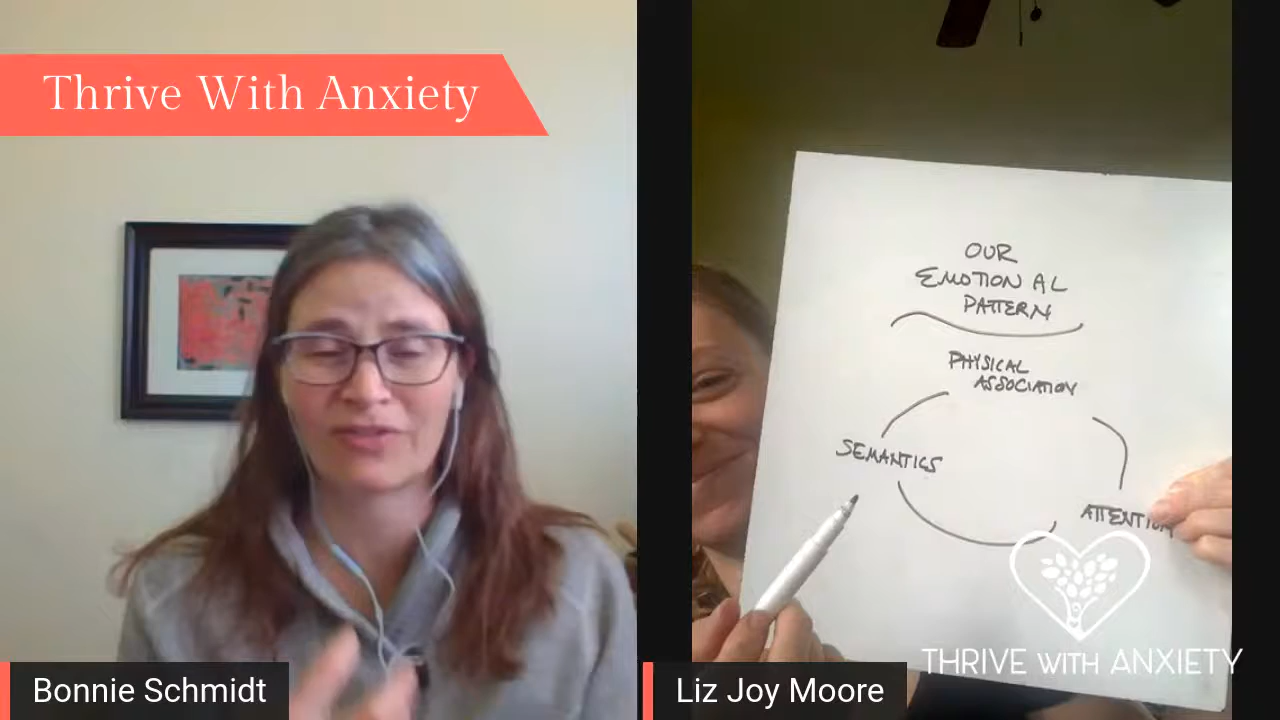 Thrive With Anxiety
OUR
EMOTIONAL
PATTERN
PHYSICAL
ASSOCIATION
SEMANTICS
ATTENTION
THRIVE WITH ANXIETY
Bonnie Schmidt
Liz Joy Moore